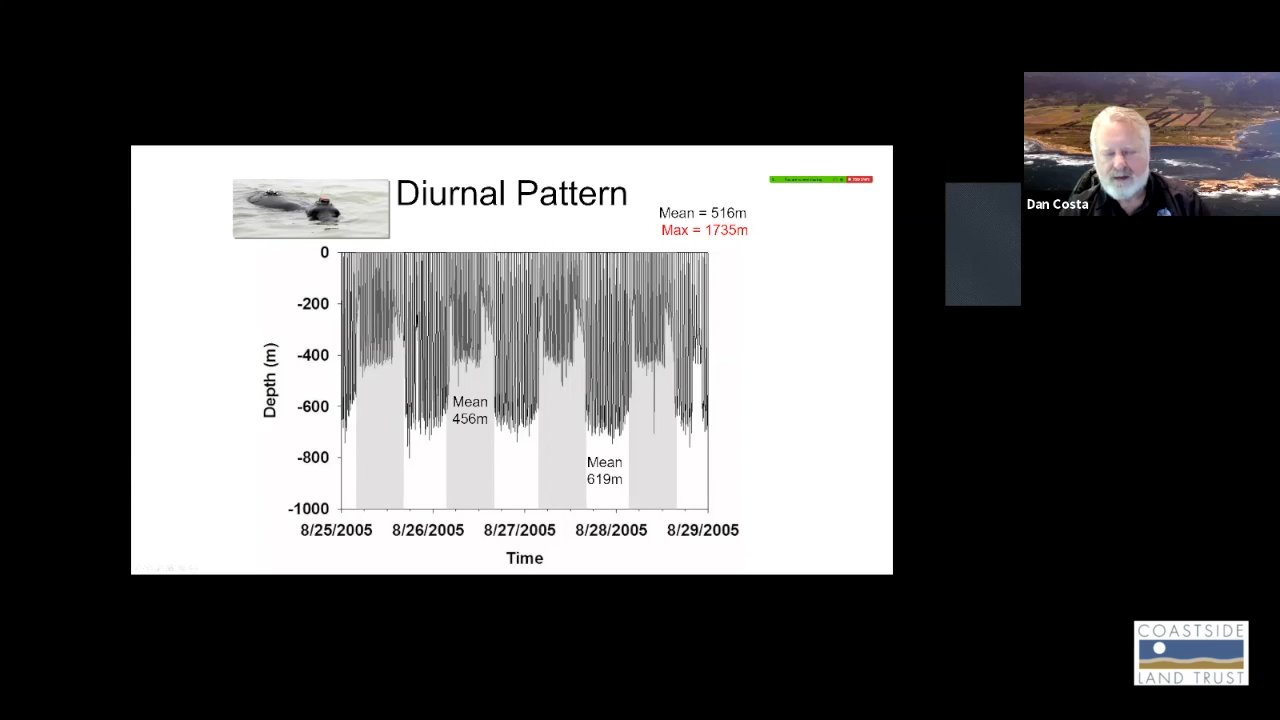 Diurnal Pattern
Mean = 516m
Max = 1735m
0
-200
-400
-600
-800
-1000
Depth (m)
Mean
456m
Mean
619m
8/25/2005 8/26/2005 8/27/2005 8/28/2005 8/29/2005
Time
Dan Costa
COASTSIDE
LAND TRUST